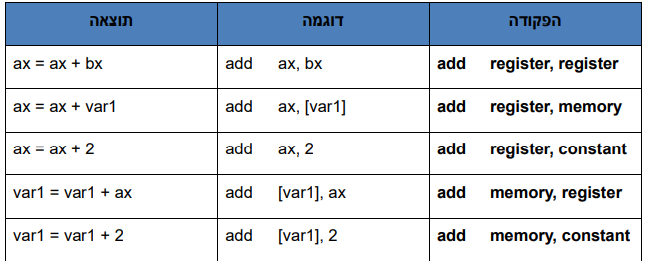 הפקודה דוגמה תוצאה
add register, register add ax, bx ax = ax + bx
add register, memory add ax, [var1] ax = ax + var1
add register, constant add ax, 2 ax = ax + 2
add memory, register add [var1], ax var1 = var1 + ax
add memory, constant add [var1], 2 var1 = var1 + 2